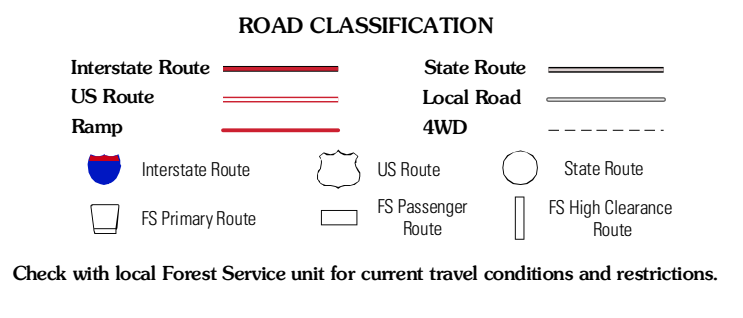 ROAD CLASSIFICATION
Interstate Route
State Route
US Route
Local Road
Ramp
4WD
Interstate Route
US Route
State Route
FS Primary Route
FS Passenger
Route
FS High Clearance
Route
Check with local Forest Service unit for current travel conditions and restrictions.